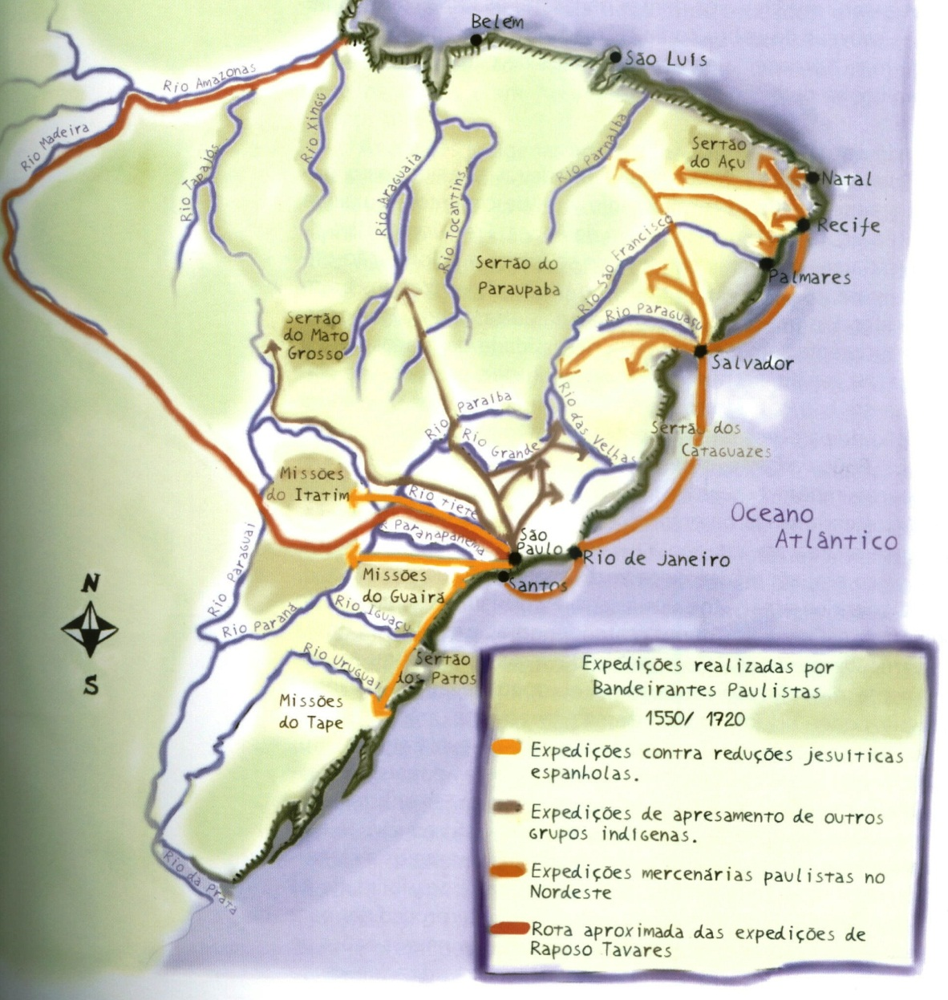 Belém
São Luís
Rio Amazonas
Rio Madeira
Rio Tapajós
Rio Xingú
Rio Araguaia
Rio Tocantins
Rio Parnaíba
Sertão
do Açu
Natal
Recife
Palmares
Rio São Francisco
Sertão do
Paraupaba
Rio Paraguaçu
Sertão
do Mato
Grosso
Salvador
Rio Paraíba
Rio Grande
Rio das Velhas
Sertão dos
Cataguazes
Missões
do Itatim
Rio Tietê
R. Paranapanema
São
Paulo
Rio de Janeiro
Santos
Oceano
Atlântico
Rio Paraguai
Missões
do Guairá
Rio Paraná
Rio Iguaçu
Rio Uruguai
Sertão
dos Patos
Missões
do Tape
Rio da Prata
N
S
Expedições realizadas por
Bandeirantes Paulistas
1550/ 1720
Expedições contra reduções jesuíticas
espanholas.
Expedições de apresamento de outros
grupos indígenas.
Expedições mercenárias paulistas no
Nordeste
Rota aproximada das expedições de
Raposo Tavares